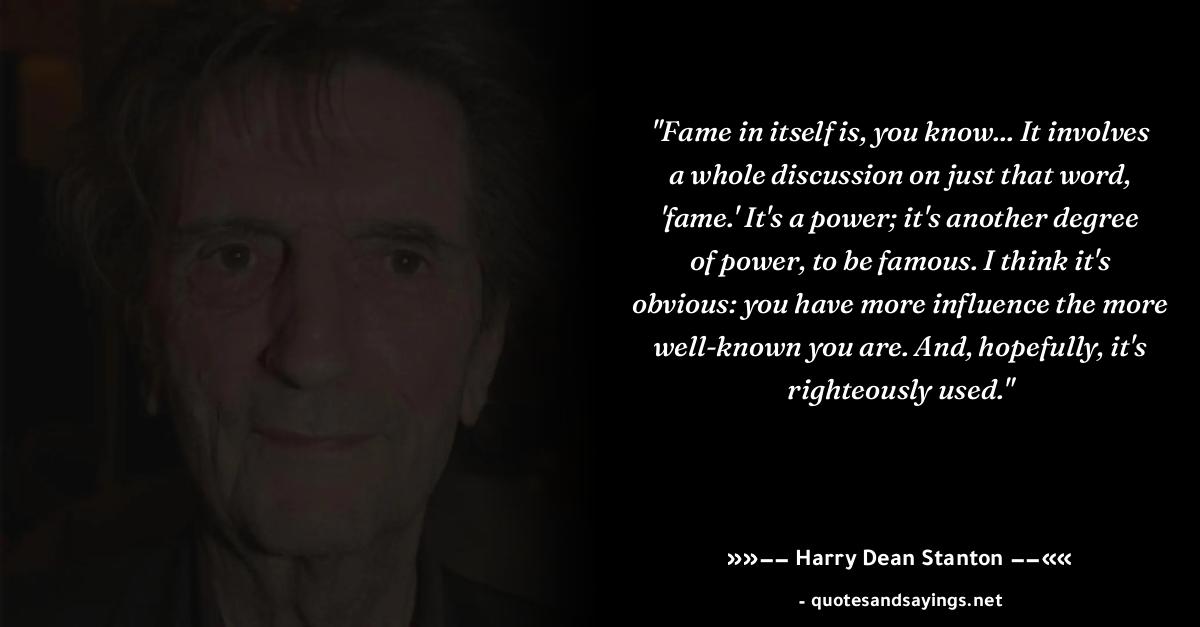 "Fame in itself is, you know... It involves
a whole discussion on just that word,
'fame.' It's a power; it's another degree
of power, to be famous. I think it's
obvious: you have more influence the more
well-known you are. And, hopefully, it's
righteously used."
»»−− Harry Dean Stanton −−««
- quotesandsayings.net